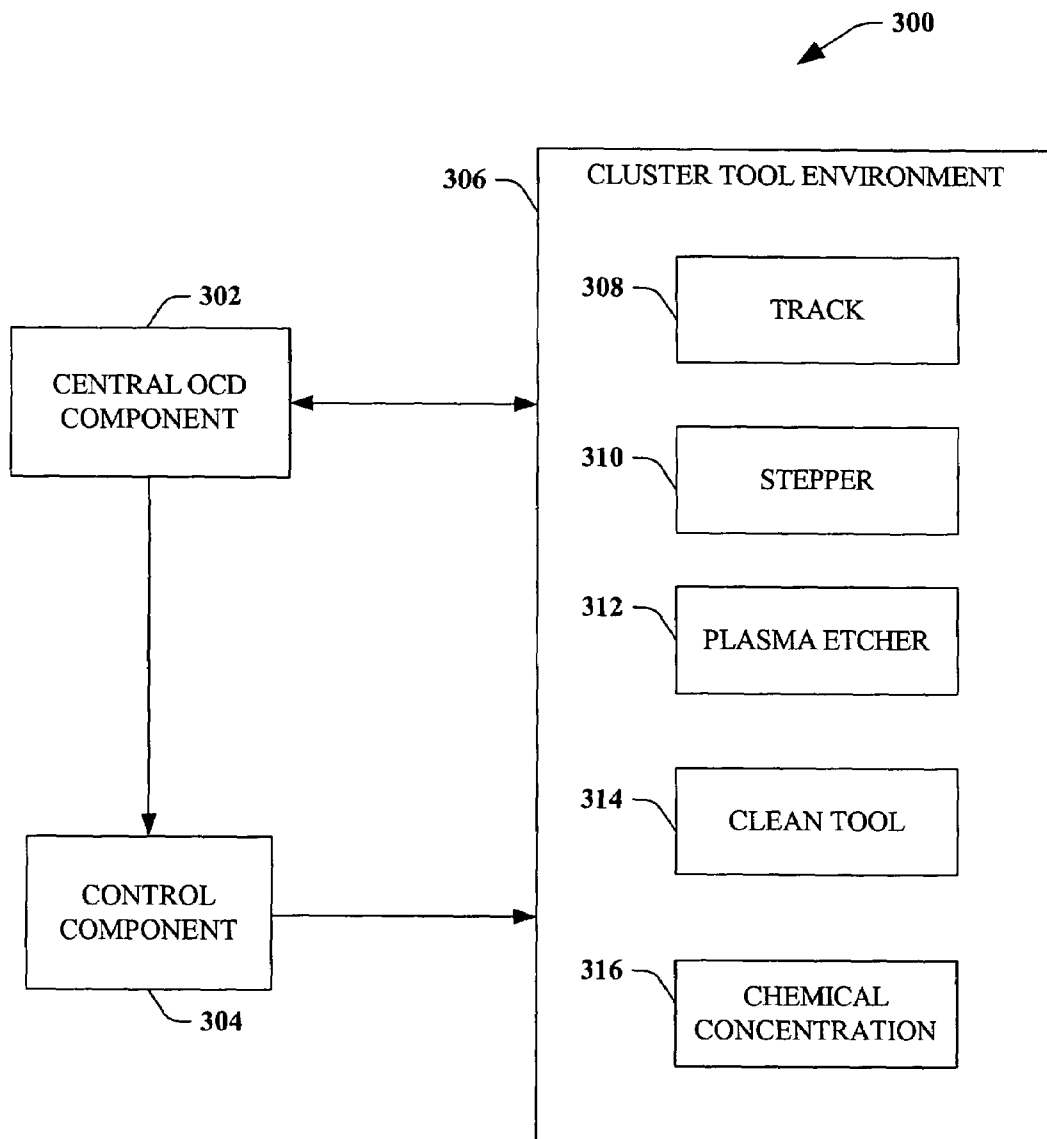 300
306
CLUSTER TOOL ENVIRONMENT
308
TRACK
302
CENTRAL OCD
COMPONENT
310
STEPPER
312
PLASMA ETCHER
314
CLEAN TOOL
CONTROL
COMPONENT
304
316
CHEMICAL
CONCENTRATION